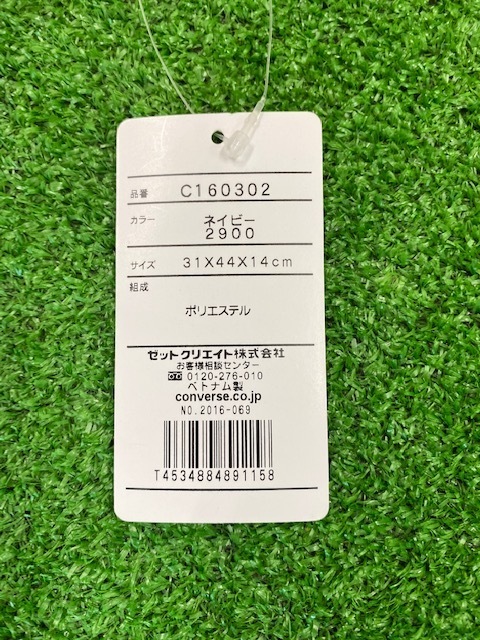 品番 C160302
カラー ネイビー
2900
サイズ 31X44X14cm
組成
ポリエステル
ゼットクリエイト株式会社
お客様相談センター
0120-276-010
ベトナム製
converse.co.jp
NO.2016-069
T4534884891158